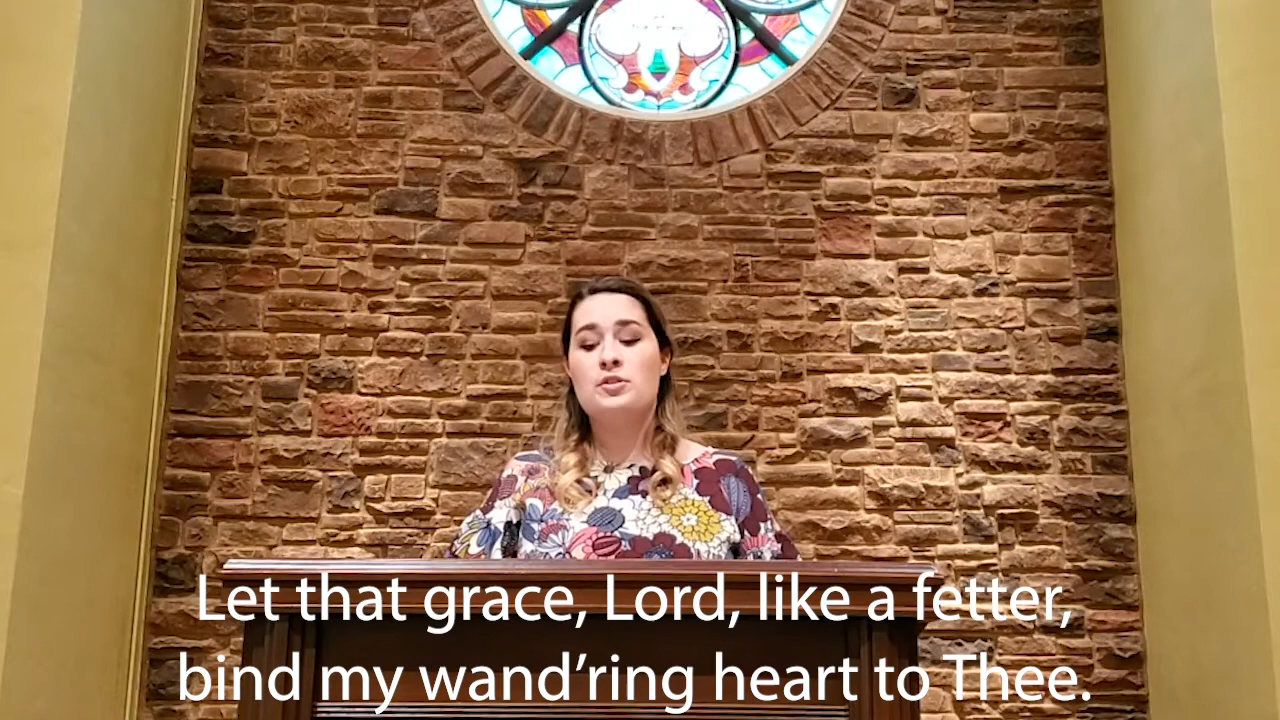 Let that grace, Lord, like a fetter,
bind my wand’ring heart to Thee.